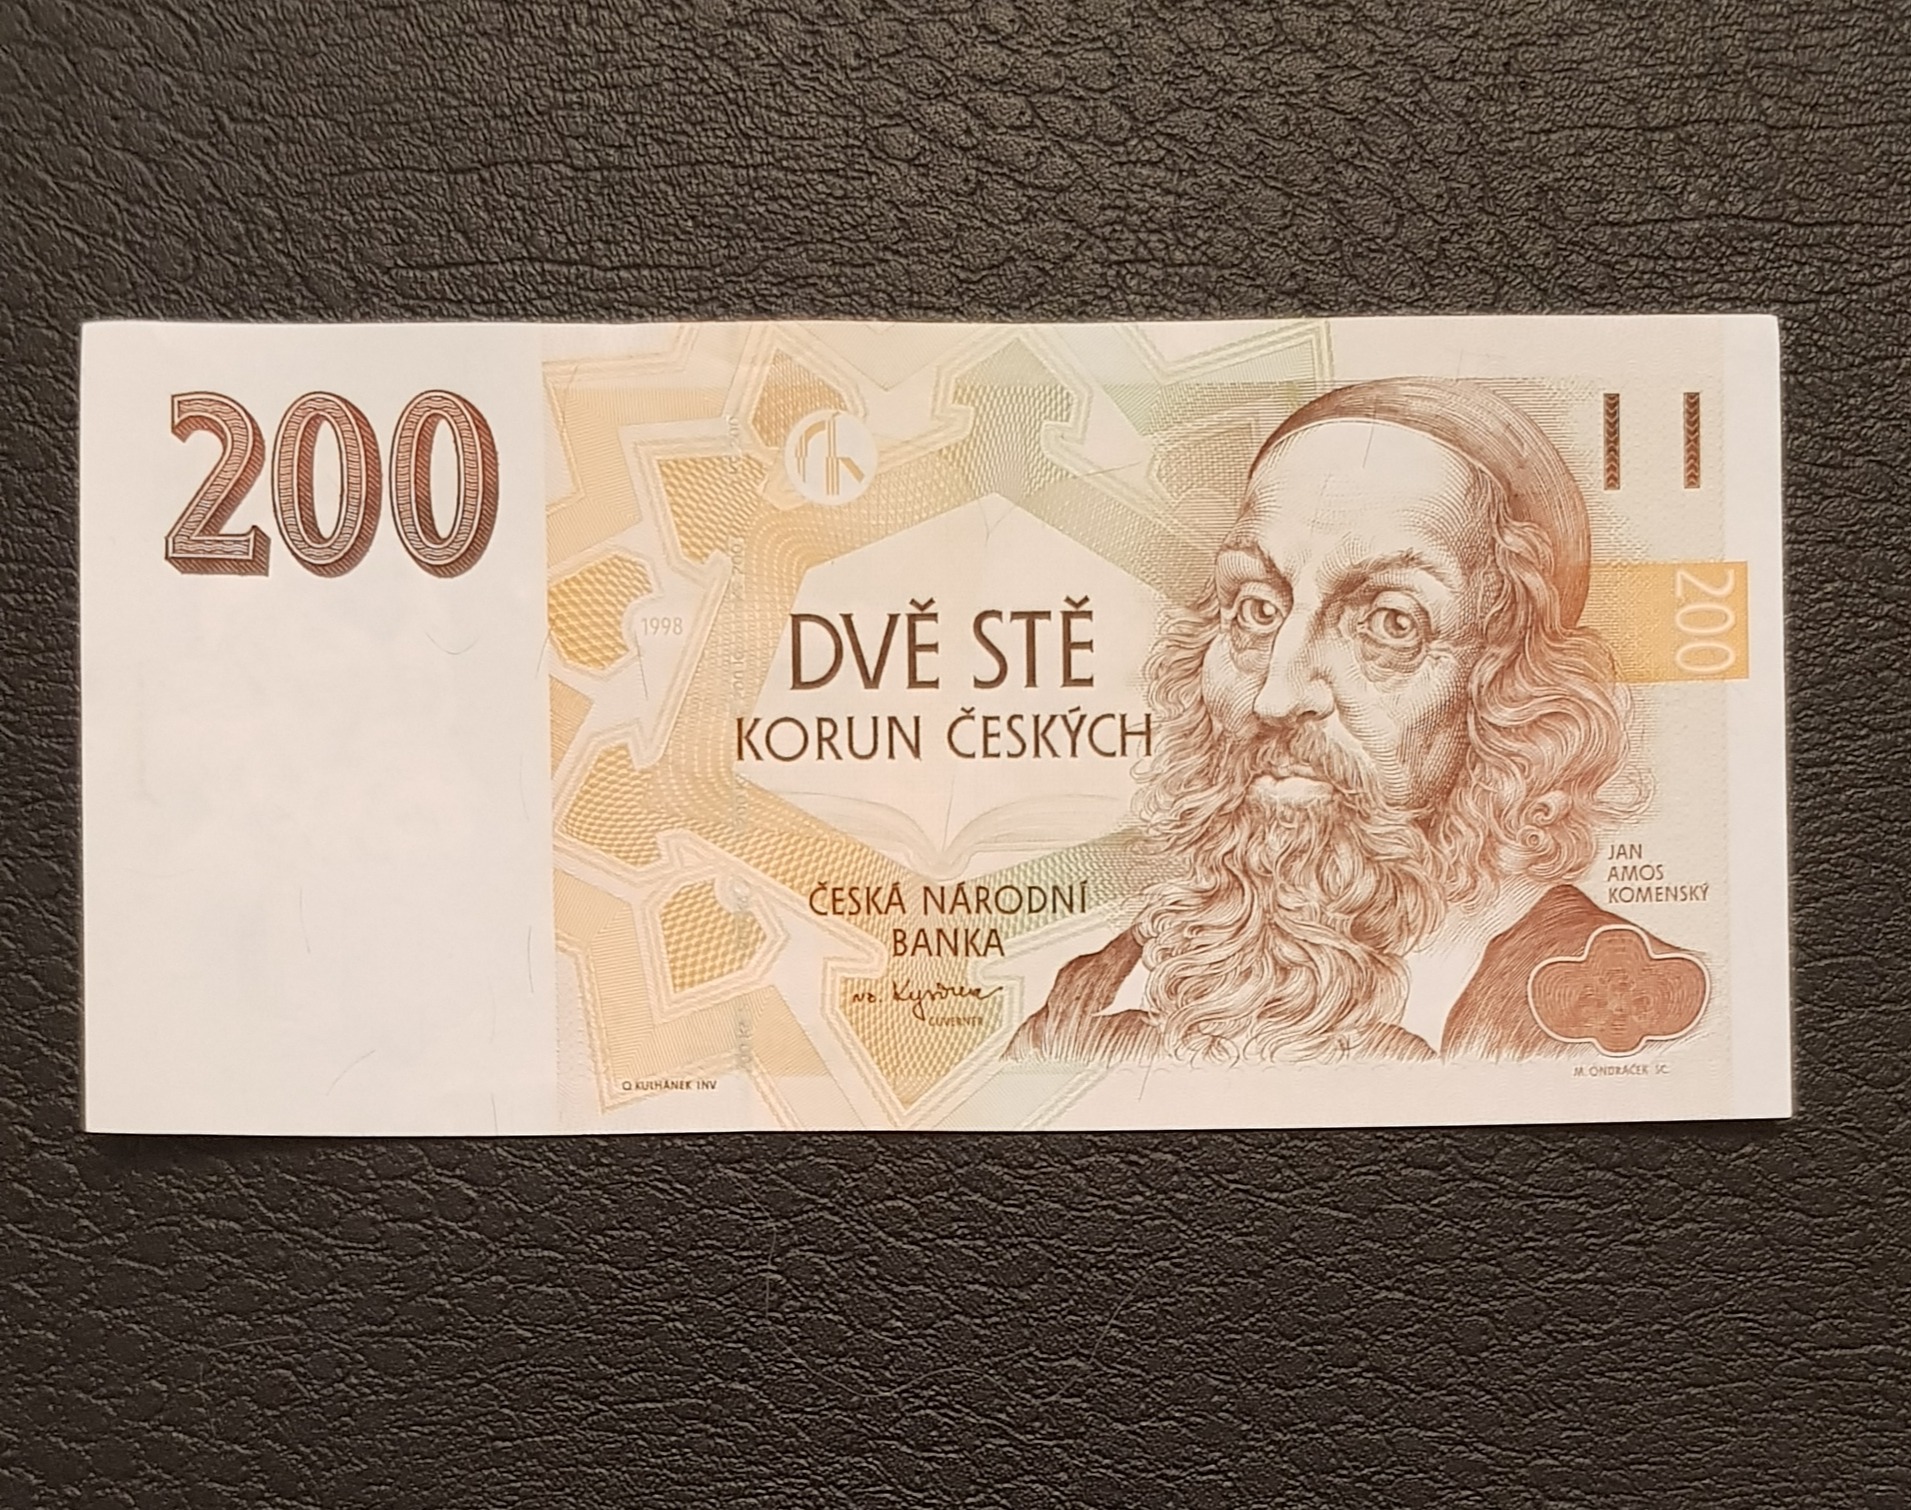 200
1998
DVĚ STĚ
KORUN ČESKÝCH
200
ČESKÁ NÁRODNÍ
BANKA
GUVERNÉR
JAN
AMOS
KOMENSKÝ
O. KULHÁNEK INV
M. ONDRÁČEK SC.